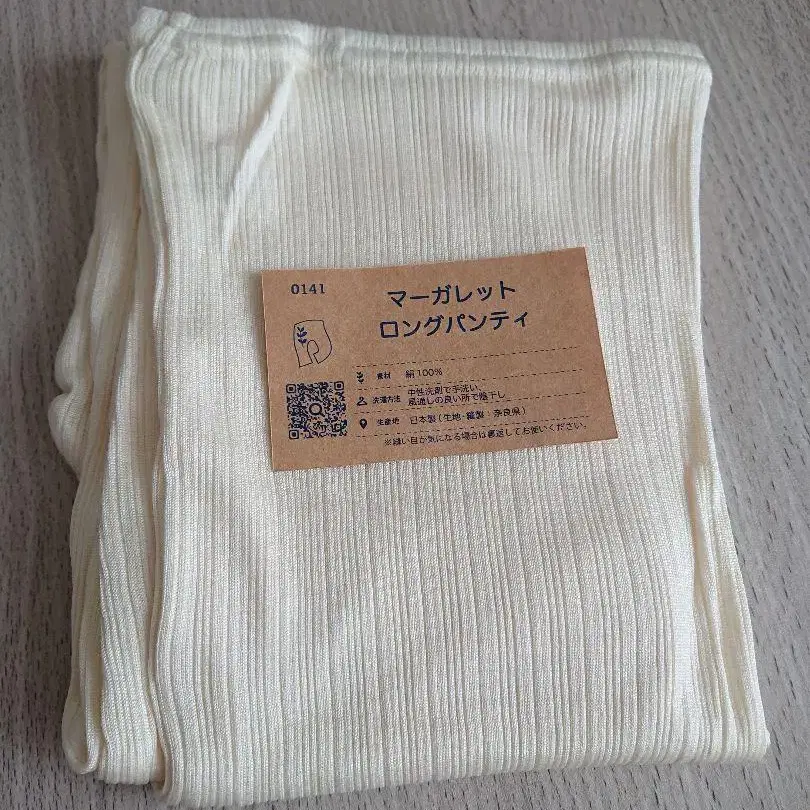 0141
マーガレット
ロングパンティ
素材 絹100%
洗濯方法 中性洗剤で手洗い、
風通しの良い所で陰干し
生産地 日本製(生地・縫製:奈良県)
※縫い目が気になる場合は裏返してお使いください。